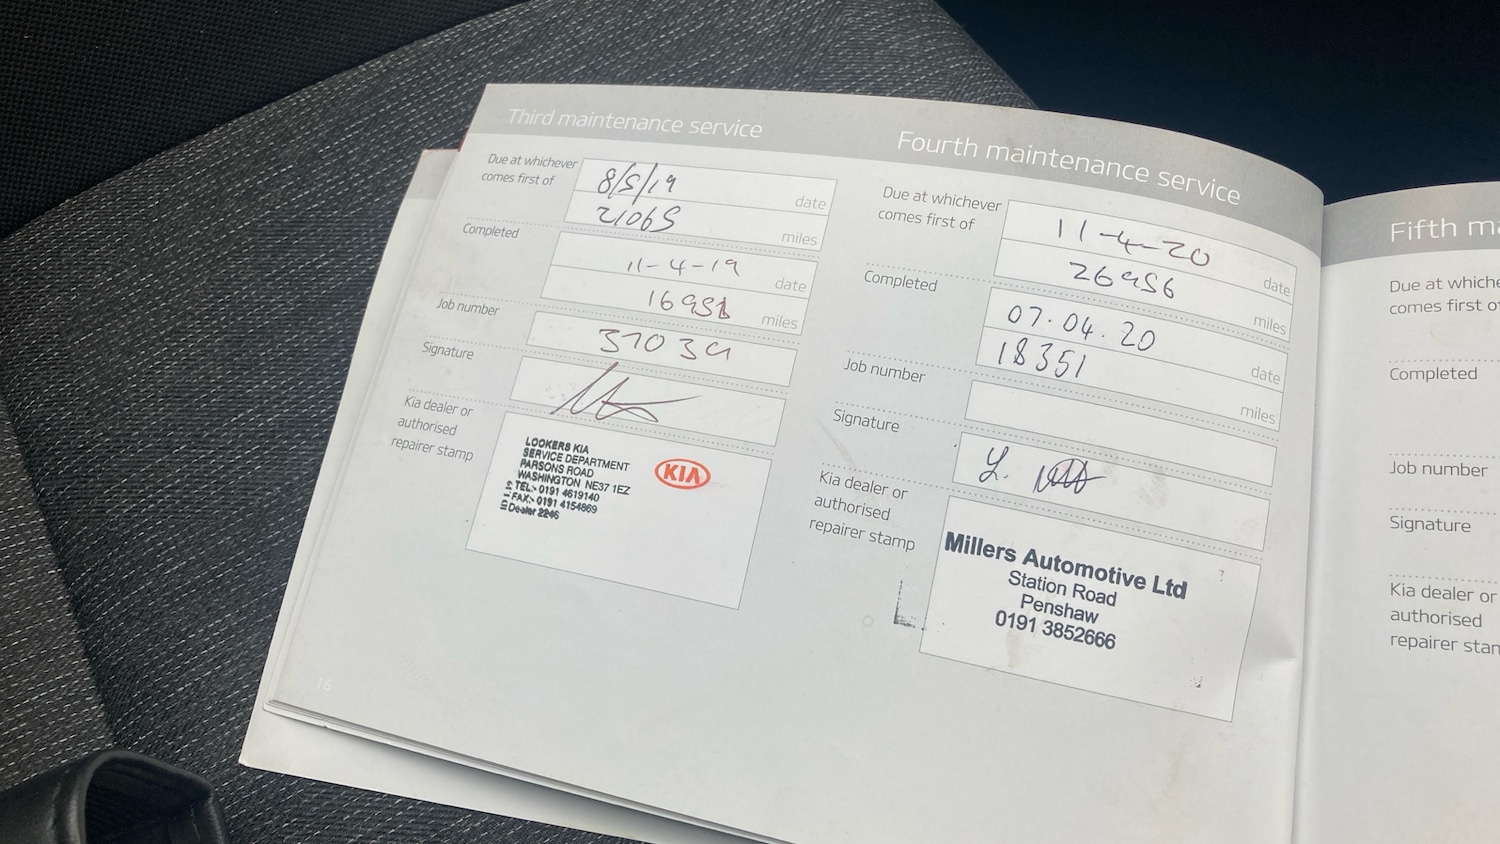 Third maintenance service
Due at whichever
comes first of
8/5/19
date
21065
miles
Completed
11-4-19
date
miles
Job number
Signature
Kia dealer or
authorised
repairer stamp
LOOKERS KIA
SERVICE DEPARTMENT
PARSONS ROAD
WASHINGTON NE37 1EZ
TEL:- 0191 4619140
FAX:- 0191 4154869
Dealer 2246
KIA
16
Fourth maintenance service
Due at whichever
comes first of
11-4-20
date
26956
miles
Completed
07.04.20
date
18351
miles
Job number
Signature
Kia dealer or
authorised
repairer stamp
Millers Automotive Ltd
Station Road
Penshaw
0191 3852666
Fifth
Due at
comes first
Completed
Job number
Signature
Kia dealer or
authorised
repairer